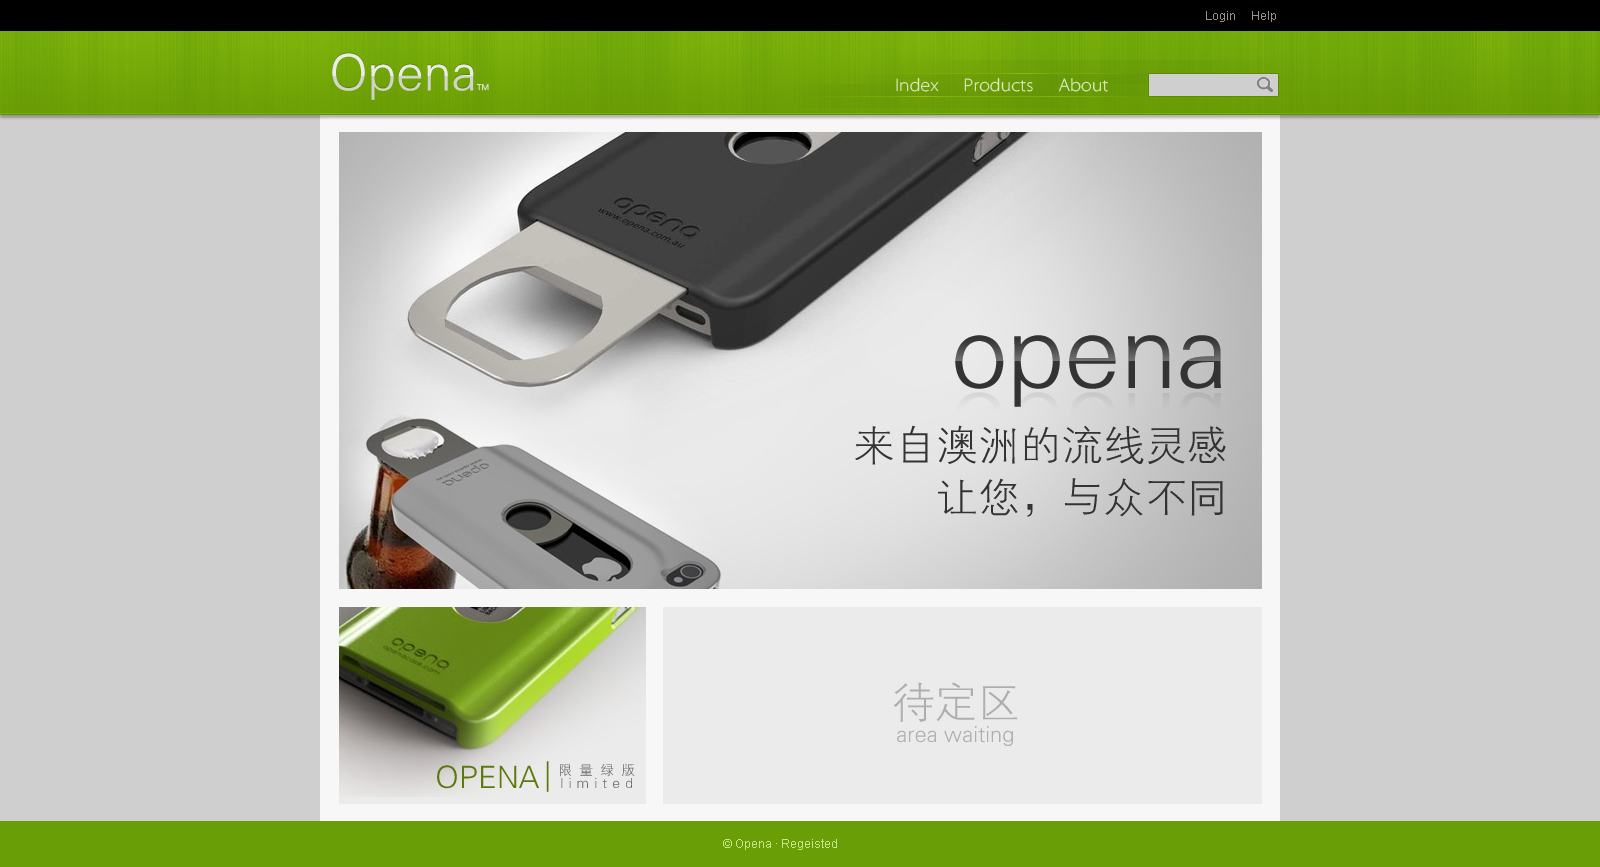 Login Help
Opena™
Index Products About
opena
www.opena.com.au
opena
来自澳洲的流线灵感
让您，与众不同
opena
opena
openacase.com
OPENA|限量绿版
limited
待定区
area waiting
© Opena · Regeisted